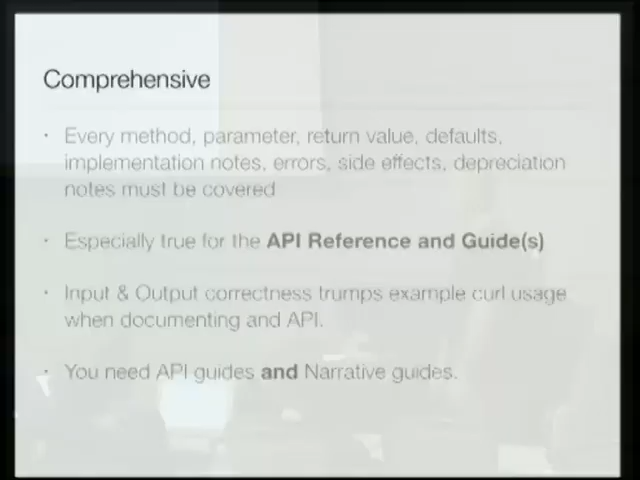 Comprehensive
· Every method, parameter, return value, defaults,
implementation notes, errors, side effects, depreciation
notes must be covered
· Especially true for the API Reference and Guide(s)
· Input & Output correctness trumps example curl usage
when documenting and API.
· You need API guides and Narrative guides.